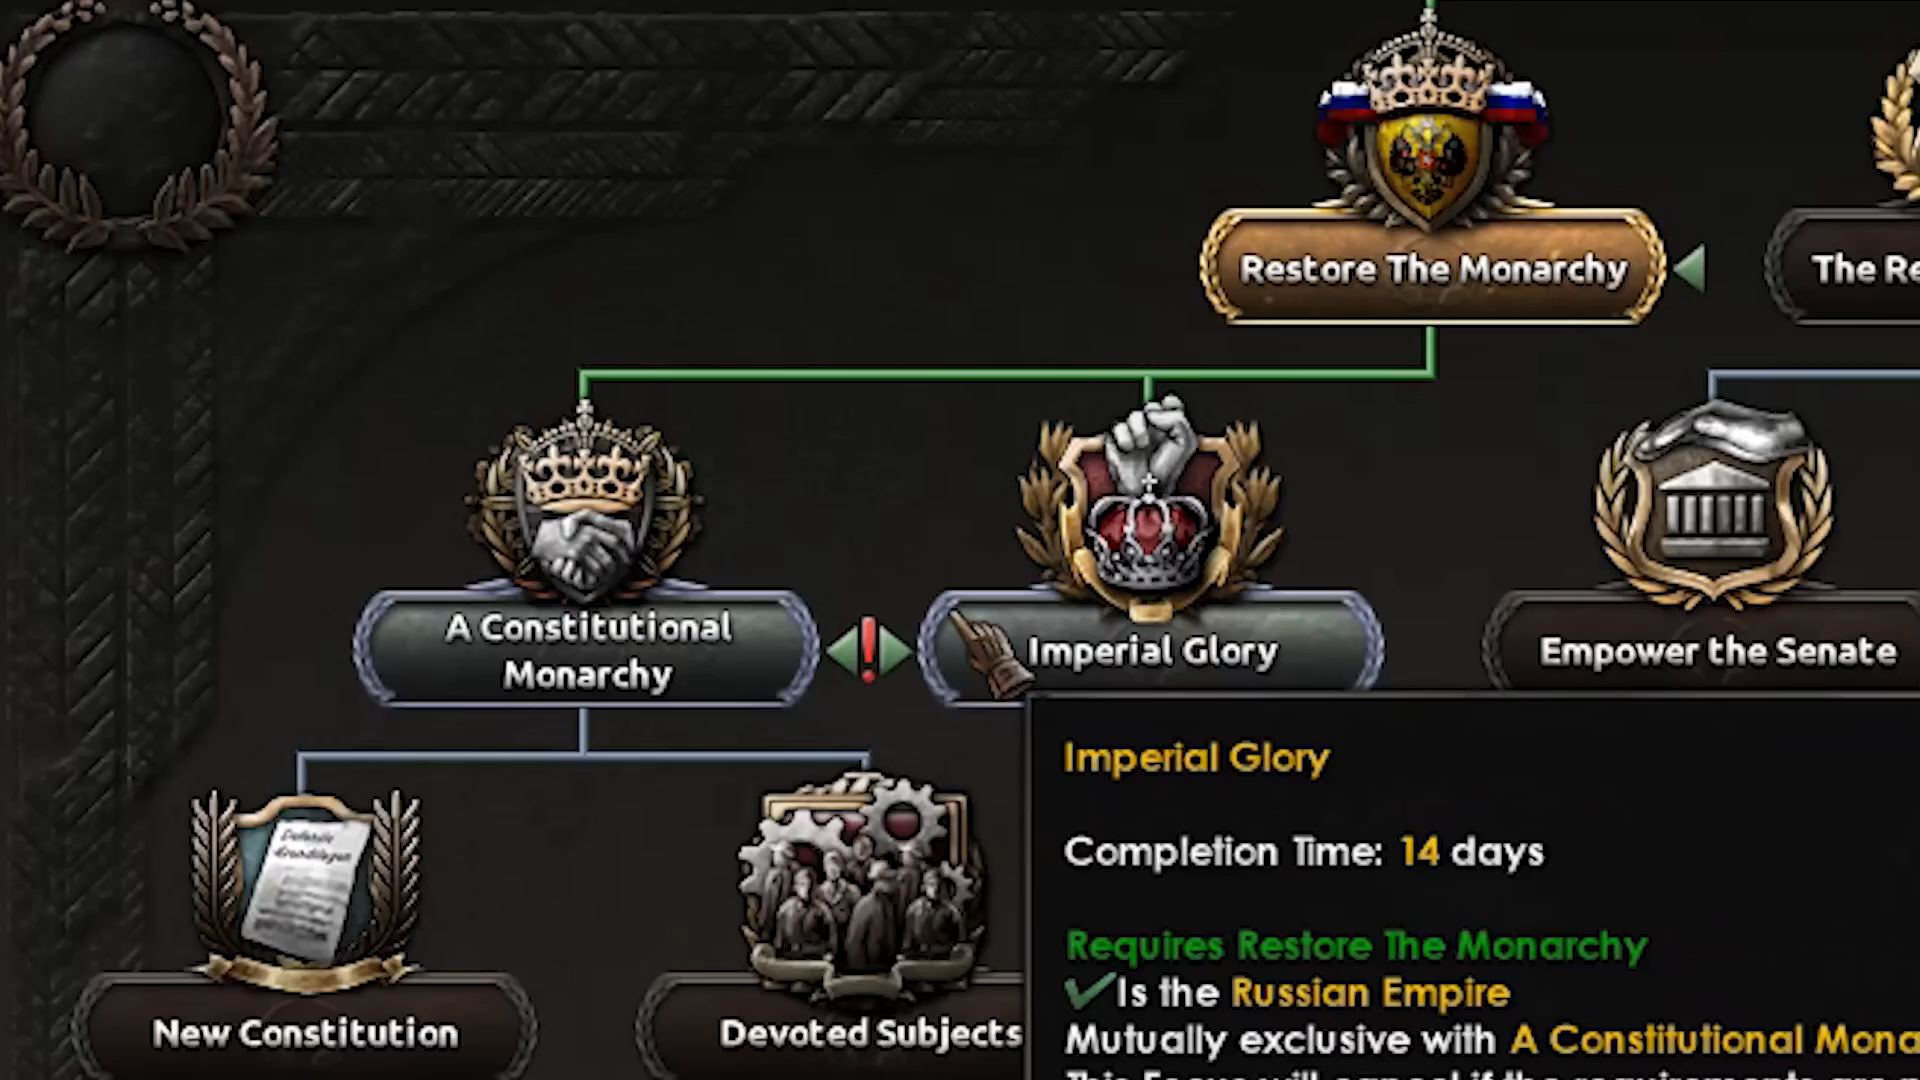 Restore The Monarchy
The Re
A Constitutional
Monarchy
Imperial Glory
Empower the Senate
Imperial Glory
Completion Time: 14 days
Requires Restore The Monarchy
Is the Russian Empire
Mutually exclusive with A Constitutional Mona
New Constitution
Devoted Subjects